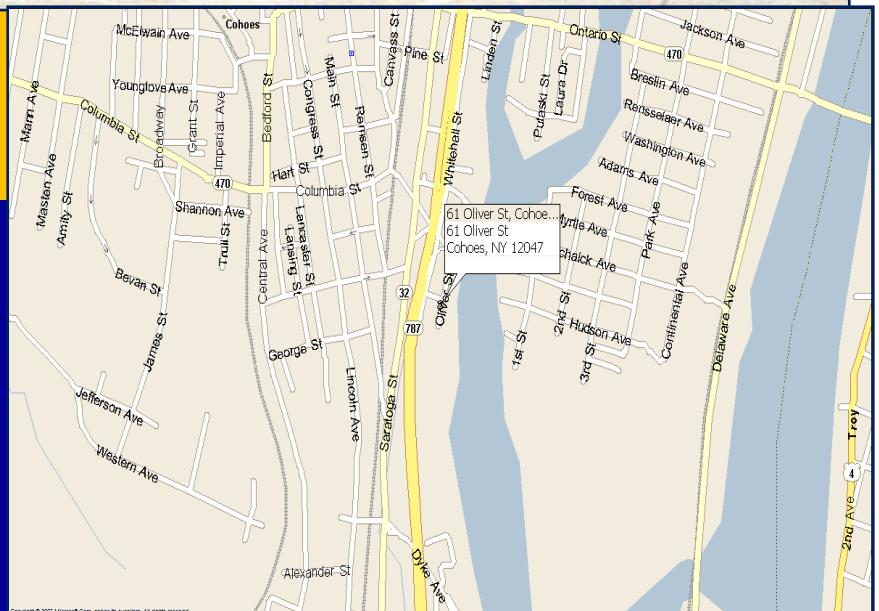 Cohoes
McElwain Ave
Jackson Ave
Ontario St
470
Pine St
Canvass St
Linden St
Laura Dr
Pulaski St
Breslin Ave
Younglove Ave
Mann Ave
Columbia St
Broadway
Grant St
Imperial Ave
Bedford St
Main St
Congress St
Remsen St
Rensselaer Ave
Washington Ave
Whitehall St
Hart St
Adams Ave
Masten Ave
Amity St
470
Columbia St
Forest Ave
Shannon Ave
Trull St
Lancaster St
Lansing St
61 Oliver St, Cohoe...
61 Oliver St
Cohoes, NY 12047
Myrtle Ave
Park Ave
chaick Ave
Bevan St
Central Ave
32
Oliver St
2nd St
Continental Ave
787
Hudson Ave
James St
George St
1st St
3rd St
Delaware Ave
Lincoln Ave
Saratoga St
Jefferson Ave
Troy
Western Ave
4
2nd Ave
Alexander St
Dyke Ave